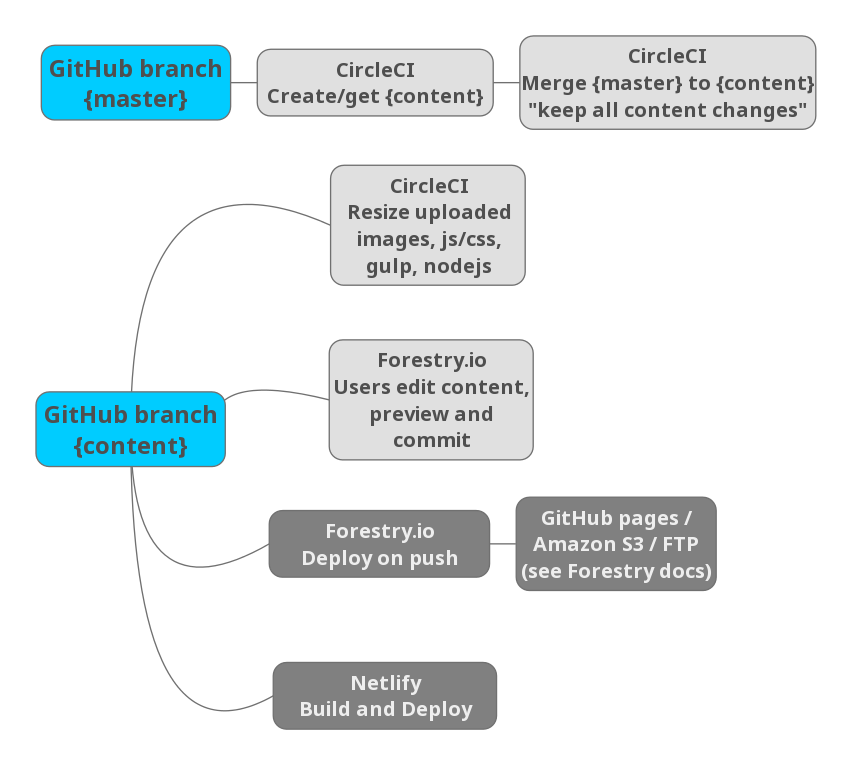 GitHub branch
{master}
CircleCI
Create/get {content}
CircleCI
Merge {master} to {content}
"keep all content changes"
CircleCI
Resize uploaded
images, js/css,
gulp, nodejs
Forestry.io
Users edit content,
preview and
commit
GitHub branch
{content}
Forestry.io
Deploy on push
GitHub pages /
Amazon S3 / FTP
(see Forestry docs)
Netlify
Build and Deploy